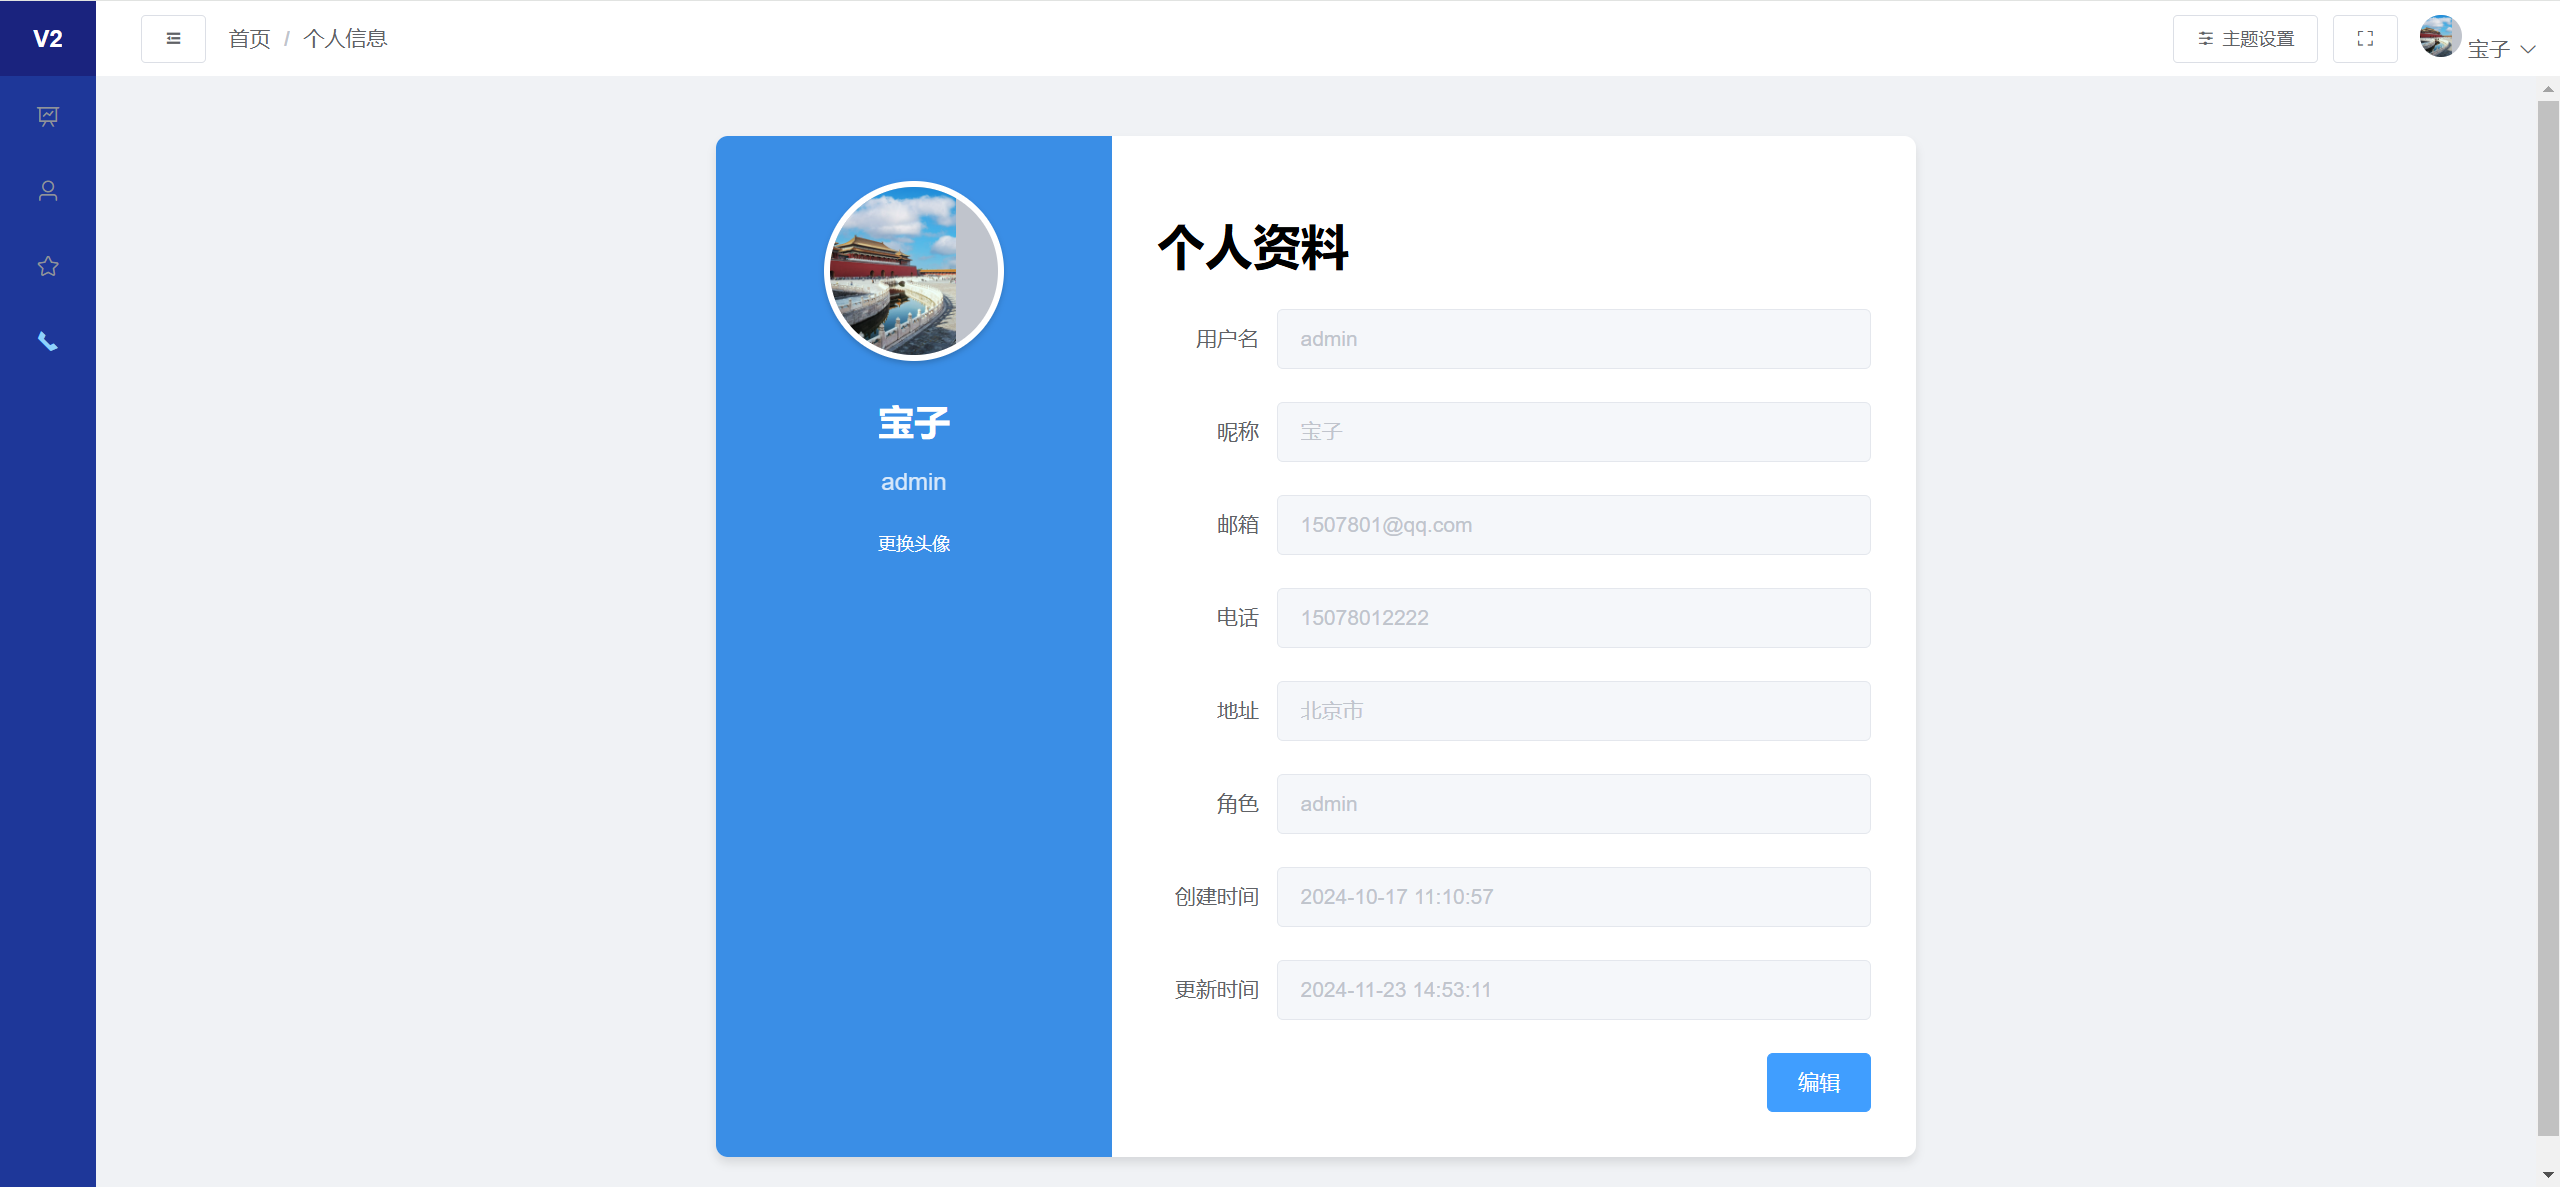 V2
首页 / 个人信息
主题设置
宝子
宝子
admin
更换头像
个人资料
用户名 admin
昵称 宝子
邮箱 1507801@qq.com
电话 15078012222
地址 北京市
角色 admin
创建时间 2024-10-17 11:10:57
更新时间 2024-11-23 14:53:11
编辑